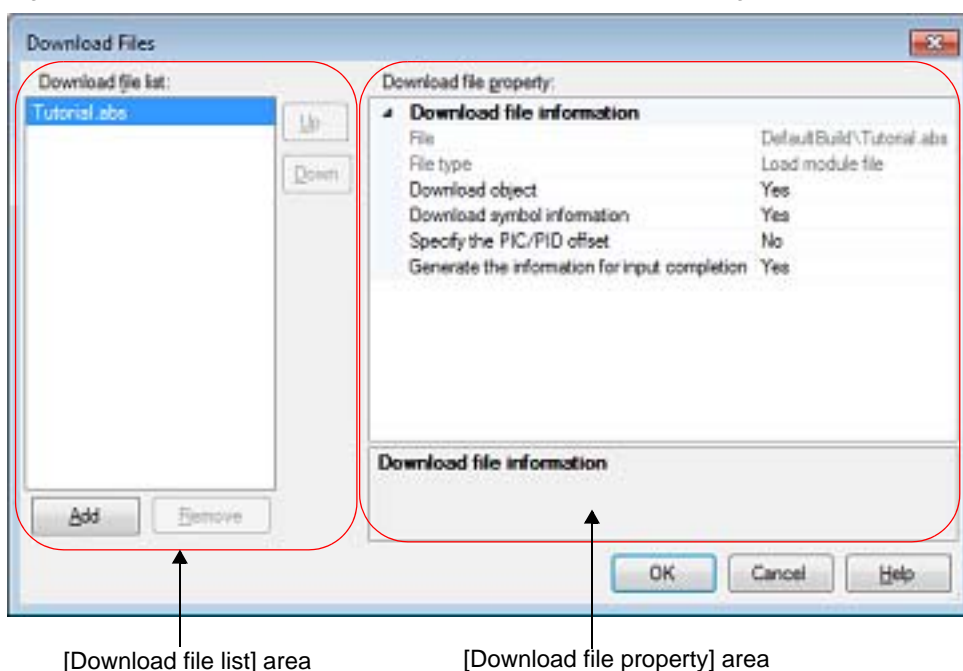 Download Files
Download file list:
Tutorial.abs
Up
Down
Add
Remove
Download file property:
Download file information
File DefaultBuild\Tutorial.abs
File type Load module file
Download object Yes
Download symbol information Yes
Specify the PIC/PID offset No
Generate the information for input completion Yes
Download file information
OK Cancel Help
[Download file list] area
[Download file property] area